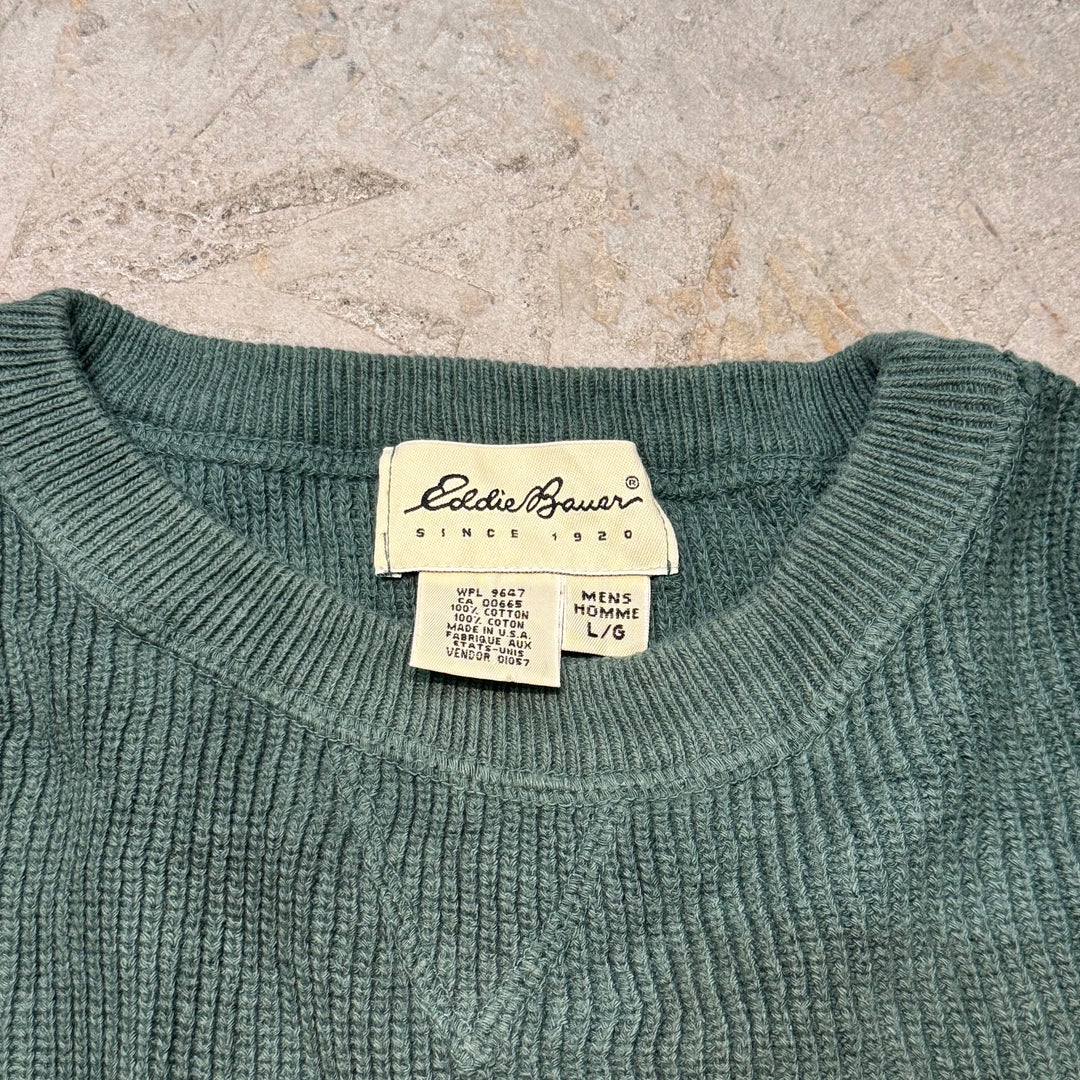 Eddie Bauer®
SINCE 1920
WPL 9647
CA 00665
100% COTTON
100% COTON
MADE IN U.S.A.
FABRIQUE AUX
ETATS-UNIS
VENDOR 01057
MENS
HOMME
L/G